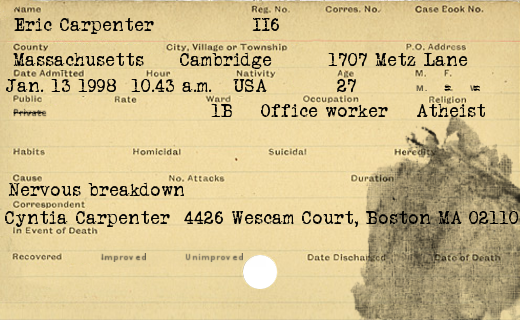 Name Reg. No. Corres. No. Case Book No.
Eric Carpenter II6
County City, Village or Township P.O. Address
Massachusetts Cambridge 1707 Metz Lane
Date Admitted Hour Nativity Age M. F.
Jan. 13 1998 10.43 a.m. USA 27 M. S. W.
Public Rate Ward Occupation Religion
Private 1B Office worker Atheist
Habits Homicidal Suicidal Heredity
Cause No. Attacks Duration
Nervous breakdown
Correspondent
Cyntia Carpenter 4426 Wescam Court, Boston MA 02110
In Event of Death
Recovered Improved Unimproved Date Discharged Date of Death